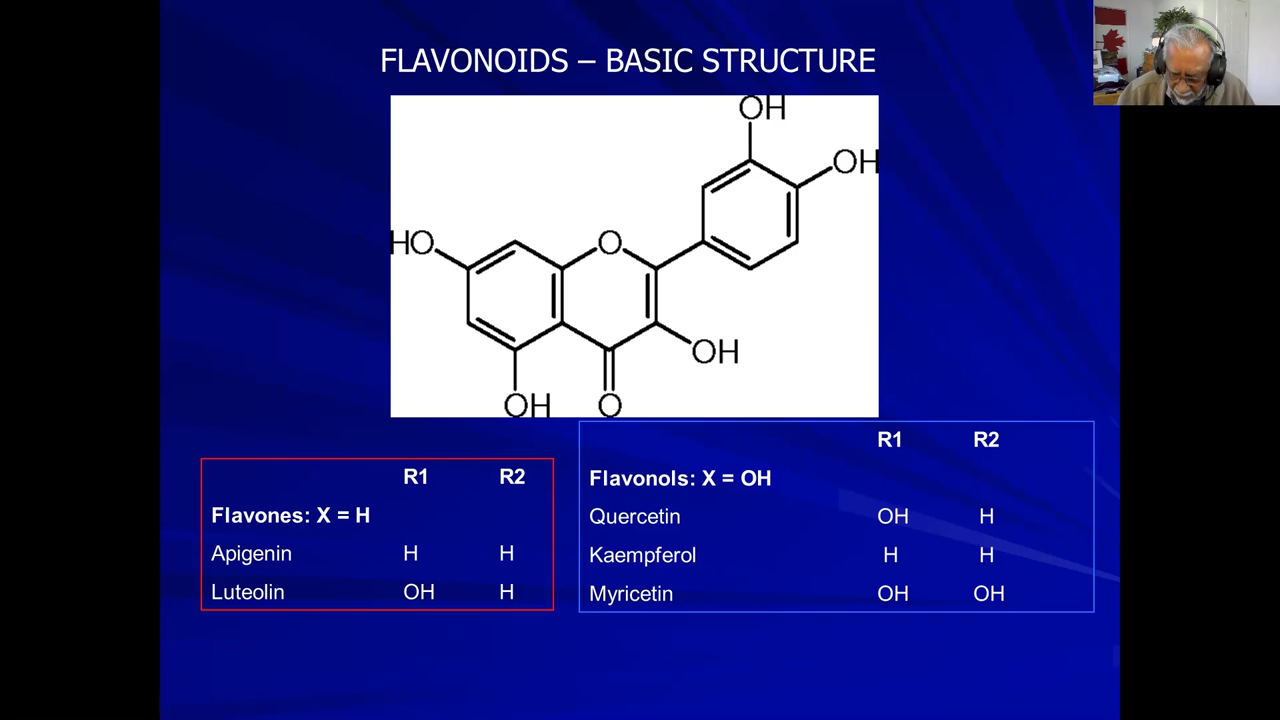 FLAVONOIDS – BASIC STRUCTURE
OH
OH
HO
O
OH
OH
O
R1 R2
Flavones: X = H
Apigenin H H
Luteolin OH H
R1 R2
Flavonols: X = OH
Quercetin OH H
Kaempferol H H
Myricetin OH OH